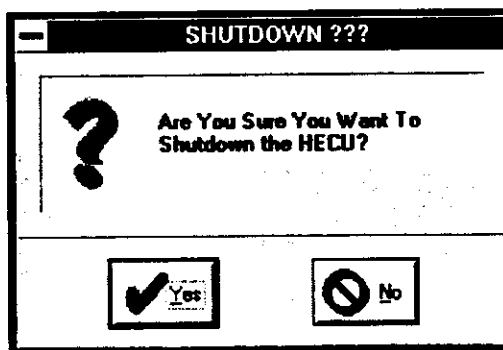 SHUTDOWN ???
Are You Sure You Want To
Shutdown the HECU?
Yes
No